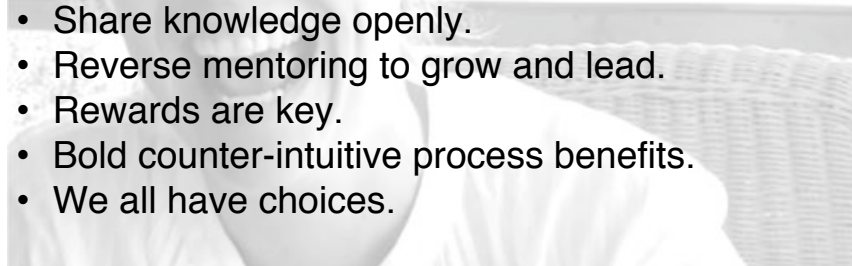 • Share knowledge openly.
• Reverse mentoring to grow and lead.
• Rewards are key.
• Bold counter-intuitive process benefits.
• We all have choices.